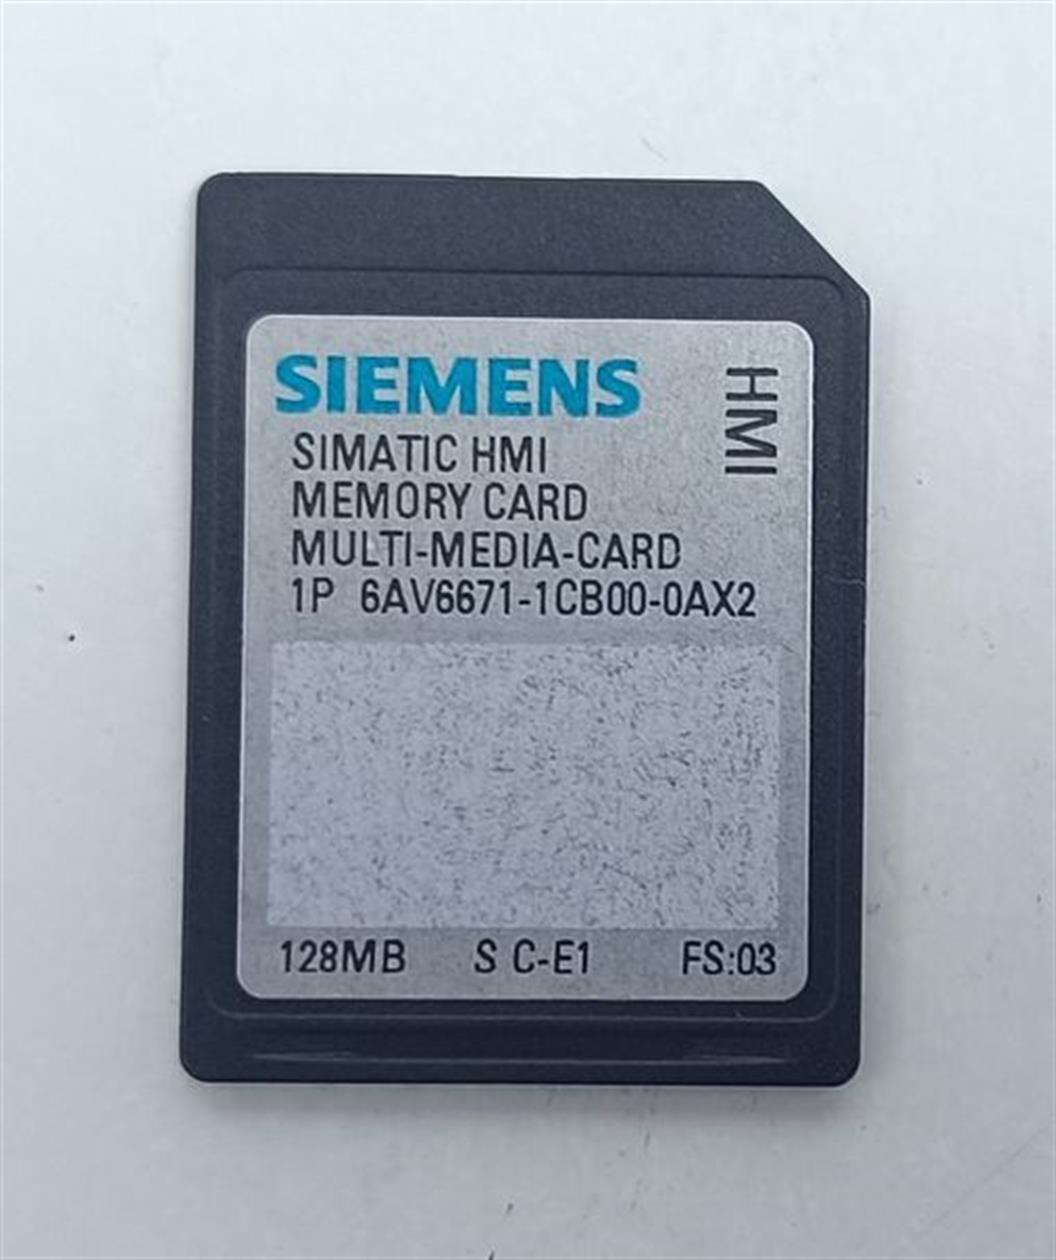 SIEMENS
HMI
SIMATIC HMI
MEMORY CARD
MULTI-MEDIA-CARD
1P 6AV6671-1CB00-0AX2
128MB S C-E1 FS:03